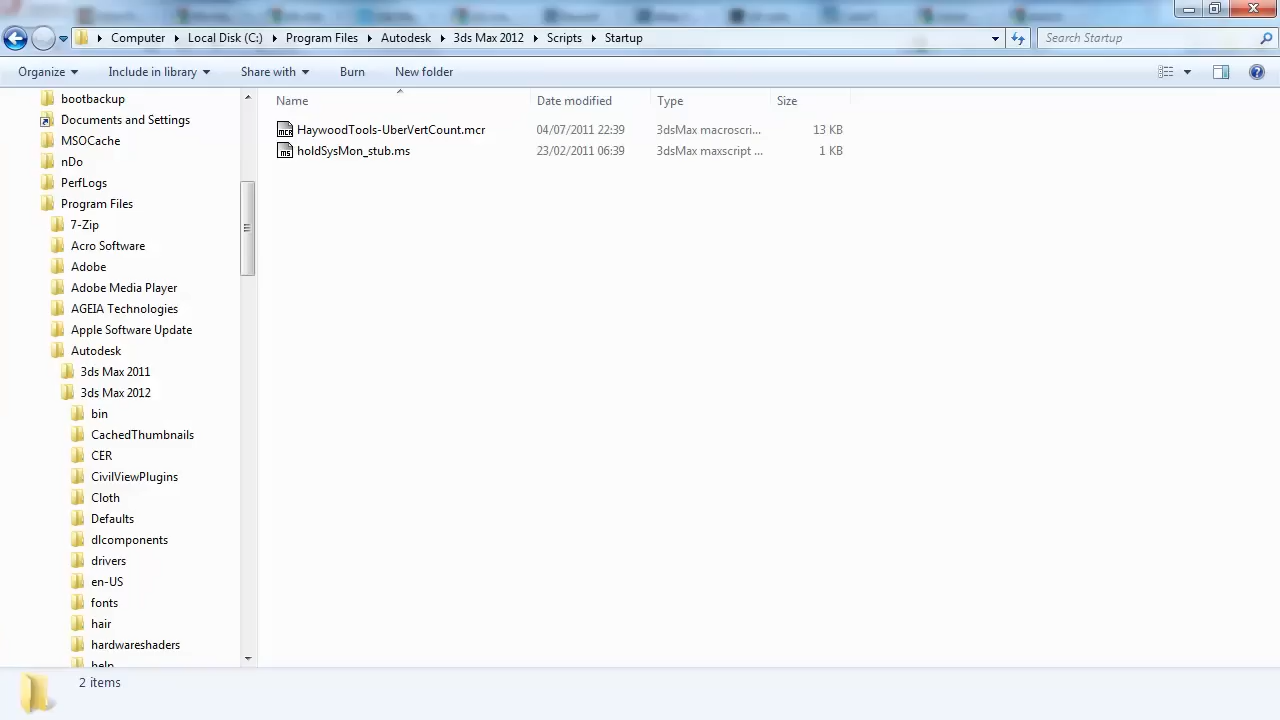 Computer Local Disk (C:) Program Files Autodesk 3ds Max 2012 Scripts Startup Search Startup
Organize Include in library Share with Burn New folder
bootbackup
Documents and Settings
MSOCache
nDo
PerfLogs
Program Files
7-Zip
Acro Software
Adobe
Adobe Media Player
AGEIA Technologies
Apple Software Update
Autodesk
3ds Max 2011
3ds Max 2012
bin
CachedThumbnails
CER
CivilViewPlugins
Cloth
Defaults
dlcomponents
drivers
en-US
fonts
hair
hardwareshaders
help
Name Date modified Type Size
HaywoodTools-UberVertCount.mcr 04/07/2011 22:39 3dsMax macroscri... 13 KB
holdSysMon_stub.ms 23/02/2011 06:39 3dsMax maxscript ... 1 KB
2 items